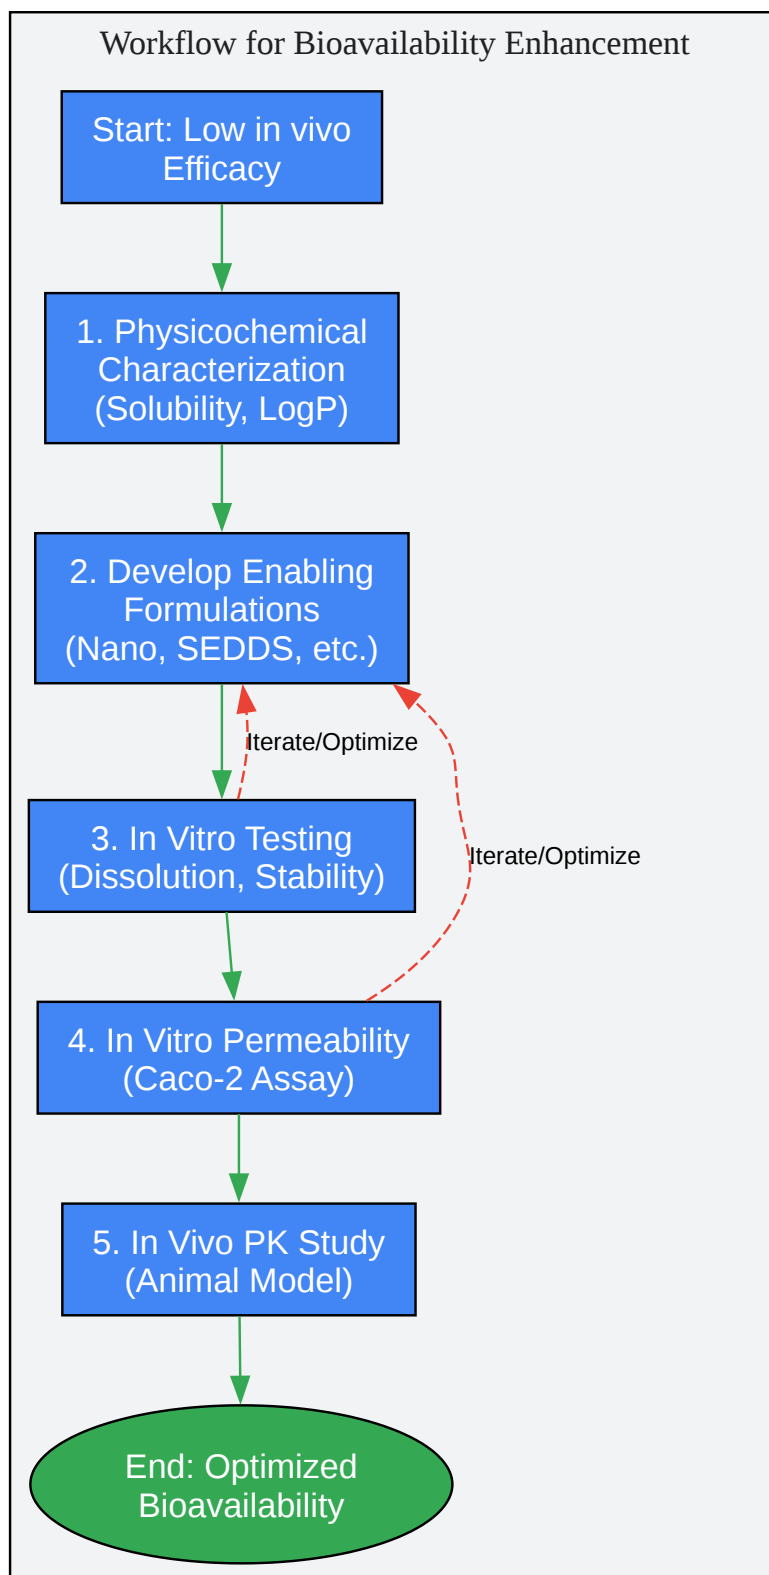 Workflow for Bioavailability Enhancement
Start: Low in vivo
Efficacy
1. Physicochemical
Characterization
(Solubility, LogP)
2. Develop Enabling
Formulations
(Nano, SEDDS, etc.)
Iterate/Optimize
3. In Vitro Testing
(Dissolution, Stability)
Iterate/Optimize
4. In Vitro Permeability
(Caco-2 Assay)
5. In Vivo PK Study
(Animal Model)
End: Optimized
Bioavailability